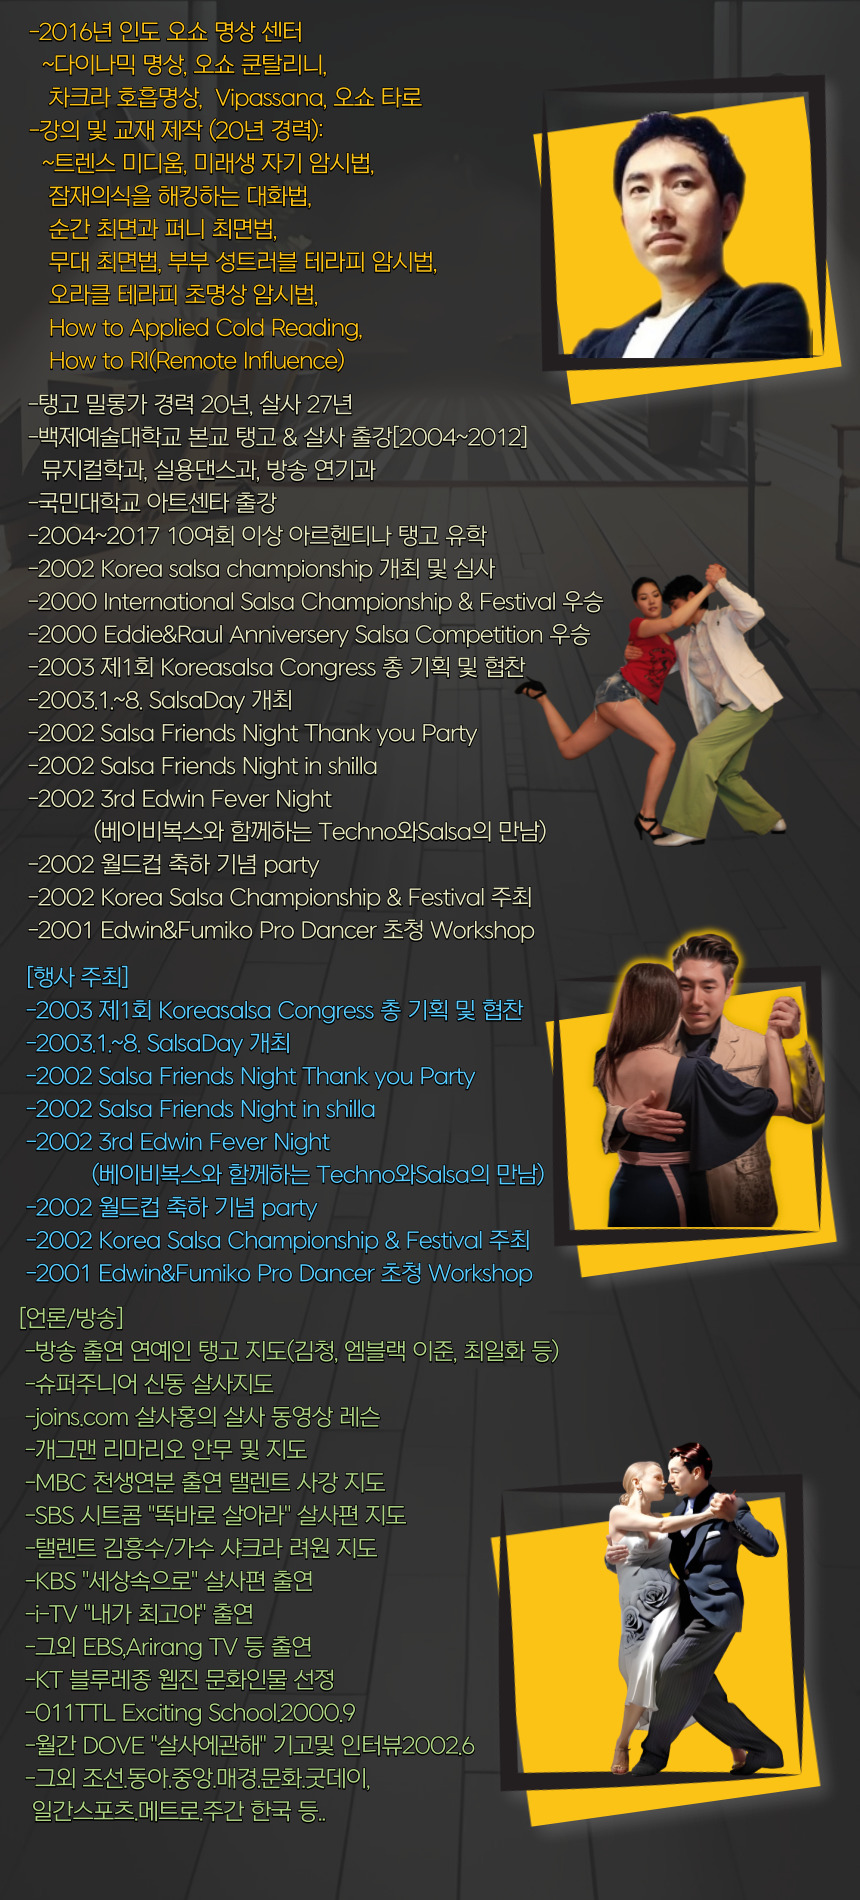 -2016년 인도 오쇼 명상 센터
~다이나믹 명상, 오쇼 쿤탈리니,
차크라 호흡명상, Vipassana, 오쇼 타로
-강의 및 교재 제작 (20년 경력):
~트렌스 미디움, 미래생 자기 암시법,
잠재의식을 해킹하는 대화법,
순간 최면과 퍼니 최면법,
무대 최면법, 부부 성트러블 테라피 암시법,
오라클 테라피 초명상 암시법,
How to Applied Cold Reading,
How to RI(Remote Influence)
-탱고 밀롱가 경력 20년, 살사 27년
-백제예술대학교 본교 탱고 & 살사 출강[2004~2012]
뮤지컬학과, 실용댄스과, 방송 연기과
-국민대학교 아트센타 출강
-2004~2017 10여회 이상 아르헨티나 탱고 유학
-2002 Korea salsa championship 개최 및 심사
-2000 International Salsa Championship & Festival 우승
-2000 Eddie&Raul Anniversery Salsa Competition 우승
-2003 제1회 Koreasalsa Congress 총 기획 및 협찬
-2003.1.~8. SalsaDay 개최
-2002 Salsa Friends Night Thank you Party
-2002 Salsa Friends Night in shilla
-2002 3rd Edwin Fever Night
(베이비복스와 함께하는 Techno와Salsa의 만남)
-2002 월드컵 축하 기념 party
-2002 Korea Salsa Championship & Festival 주최
-2001 Edwin&Fumiko Pro Dancer 초청 Workshop
[행사 주최]
-2003 제1회 Koreasalsa Congress 총 기획 및 협찬
-2003.1.~8. SalsaDay 개최
-2002 Salsa Friends Night Thank you Party
-2002 Salsa Friends Night in shilla
-2002 3rd Edwin Fever Night
(베이비복스와 함께하는 Techno와Salsa의 만남)
-2002 월드컵 축하 기념 party
-2002 Korea Salsa Championship & Festival 주최
-2001 Edwin&Fumiko Pro Dancer 초청 Workshop
[언론/방송]
-방송 출연 연예인 탱고 지도(김청, 엠블랙 이준, 최일화 등)
-슈퍼주니어 신동 살사지도
-joins.com 살사홍의 살사 동영상 레슨
-개그맨 리마리오 안무 및 지도
-MBC 천생연분 출연 탤렌트 사강 지도
-SBS 시트콤 "똑바로 살아라" 살사편 지도
-탤렌트 김흥수/가수 샤크라 려원 지도
-KBS "세상속으로" 살사편 출연
-i-TV "내가 최고야" 출연
-그외 EBS,Arirang TV 등 출연
-KT 블루레종 웹진 문화인물 선정
-011TTL Exciting School.2000.9
-월간 DOVE "살사에관해" 기고및 인터뷰2002.6
-그외 조선.동아.중앙.매경.문화.굿데이,
일간스포츠.메트로.주간 한국 등..